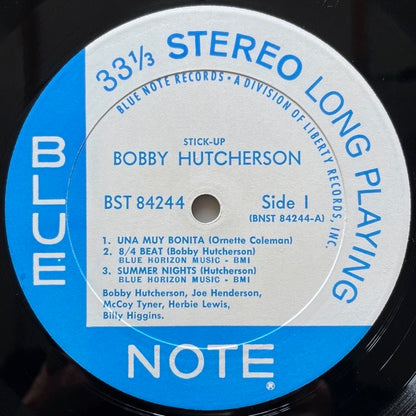 33 1/3 STEREO LONG PLAYING
BLUE NOTE RECORDS • A DIVISION OF LIBERTY RECORDS, INC.
STICK-UP
BOBBY HUTCHERSON
BST 84244 Side 1
(BNST 84244-A)
1. UNA MUY BONITA (Ornette Coleman)
2. 8/4 BEAT (Bobby Hutcherson)
BLUE HORIZON MUSIC - BMI
3. SUMMER NIGHTS (Hutcherson)
BLUE HORIZON MUSIC - BMI
Bobby Hutcherson, Joe Henderson,
McCoy Tyner, Herbie Lewis,
Billy Higgins.
BLUE
NOTE ®